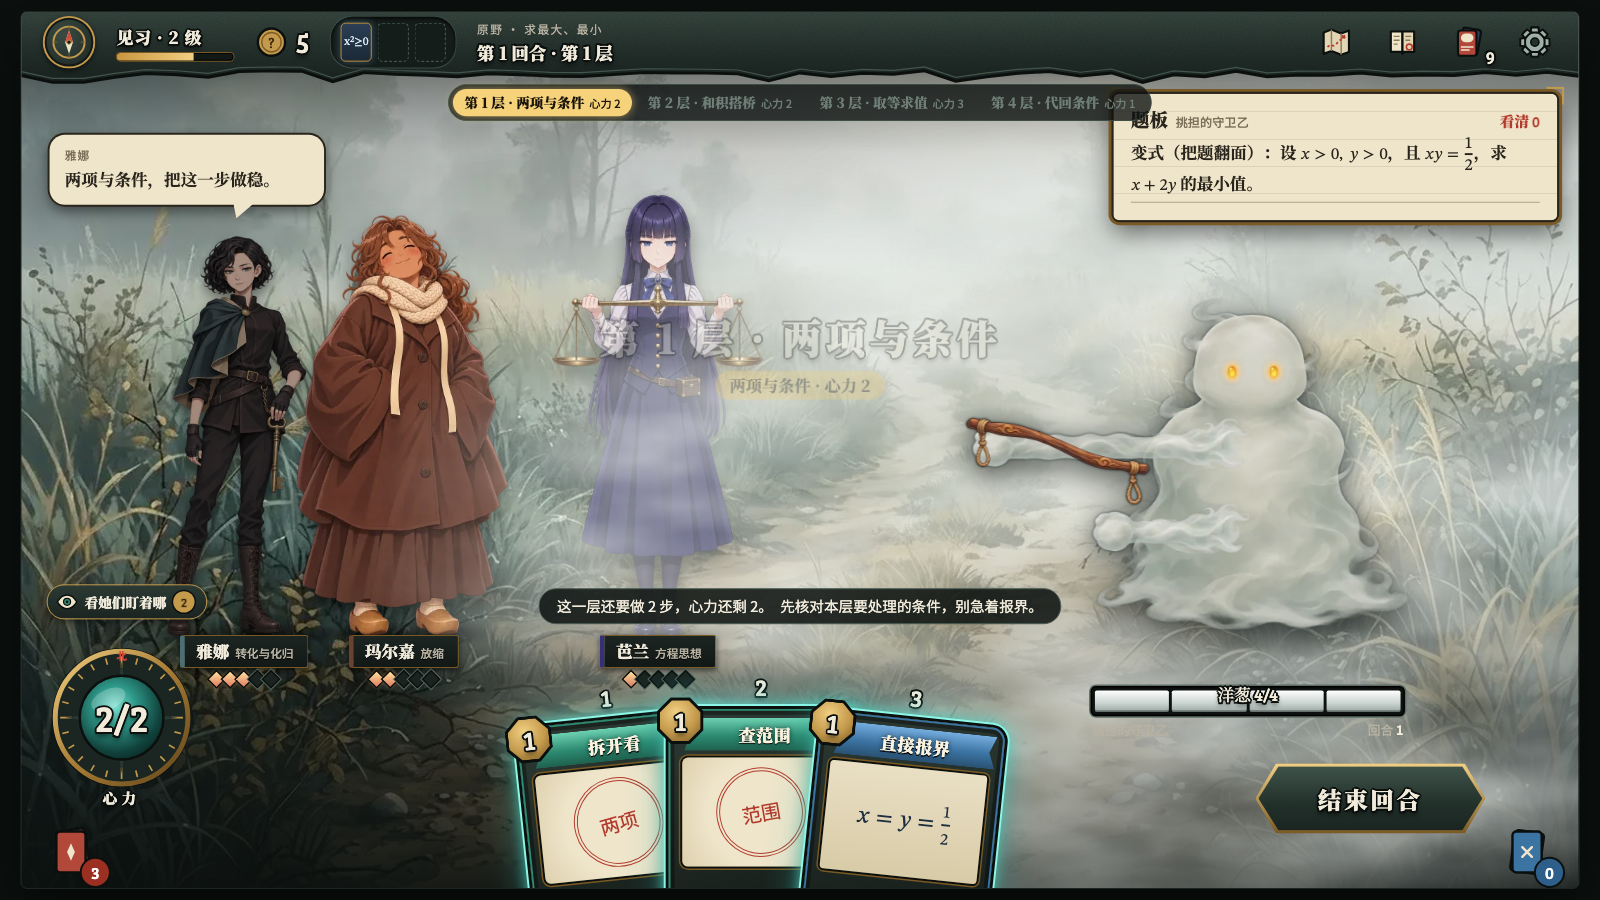 见习·2级
? 5
x²≥0
原野 · 求最大、最小
第1回合·第1层
9
第1层·两项与条件 心力2
第2层·和积搭桥 心力2
第3层·取等求值 心力3
第4层·代回条件 心力1
题板 挑担的守卫乙
看清0
变式（把题翻面）：设 x > 0, y > 0，且 xy = 1/2，求
x + 2y 的最小值。
雅娜
两项与条件，把这一步做稳。
第1层·两项与条件
两项与条件·心力2
看她们盯着哪 2
这一层还要做2步，心力还剩2。 先核对本层要处理的条件，别急着报界。
雅娜 转化与化归
玛尔嘉 放缩
芭兰 方程思想
2/2
心力
3
1
1
拆开看
两项
2
1
查范围
范围
3
1
直接报界
x = y = 1/2
洋葱 4/4
回合1
结束回合
0